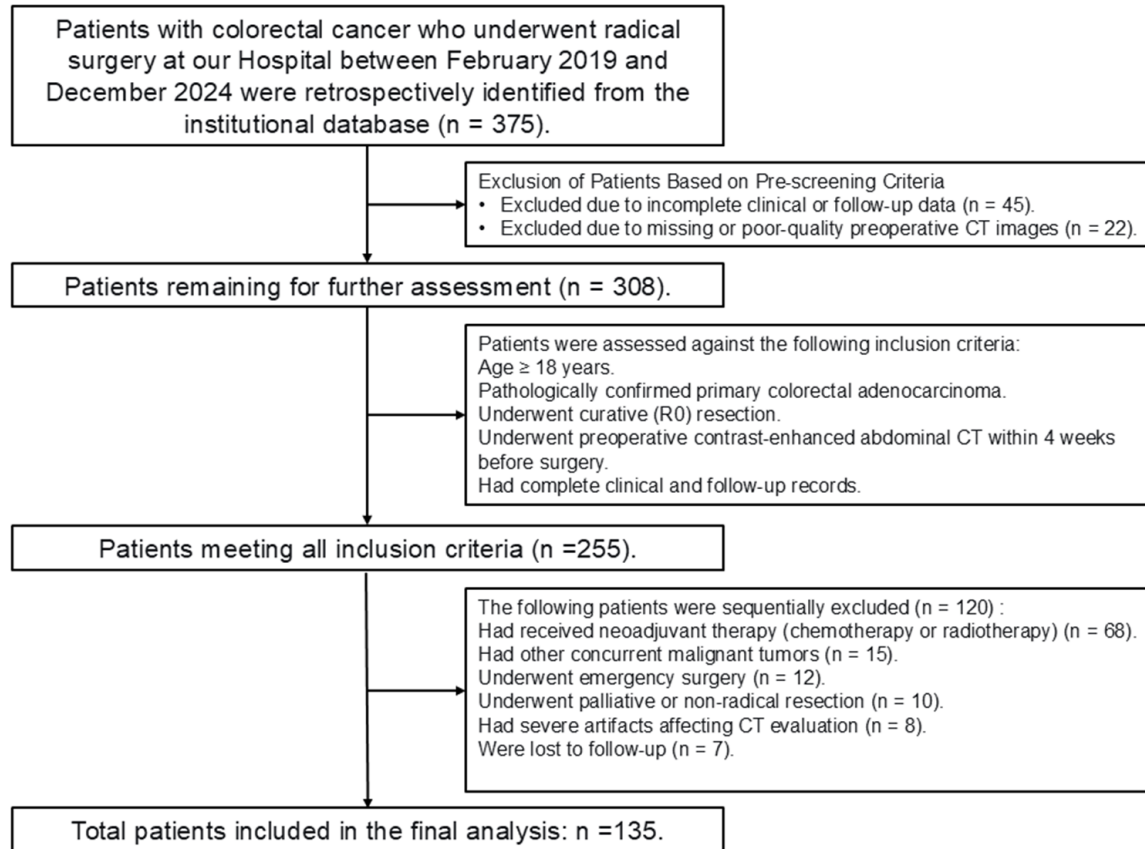 Patients with colorectal cancer who underwent radical
surgery at our Hospital between February 2019 and
December 2024 were retrospectively identified from the
institutional database (n = 375).
Exclusion of Patients Based on Pre-screening Criteria
• Excluded due to incomplete clinical or follow-up data (n = 45).
• Excluded due to missing or poor-quality preoperative CT images (n = 22).
Patients remaining for further assessment (n = 308).
Patients were assessed against the following inclusion criteria:
Age ≥ 18 years.
Pathologically confirmed primary colorectal adenocarcinoma.
Underwent curative (R0) resection.
Underwent preoperative contrast-enhanced abdominal CT within 4 weeks
before surgery.
Had complete clinical and follow-up records.
Patients meeting all inclusion criteria (n =255).
The following patients were sequentially excluded (n = 120) :
Had received neoadjuvant therapy (chemotherapy or radiotherapy) (n = 68).
Had other concurrent malignant tumors (n = 15).
Underwent emergency surgery (n = 12).
Underwent palliative or non-radical resection (n = 10).
Had severe artifacts affecting CT evaluation (n = 8).
Were lost to follow-up (n = 7).
Total patients included in the final analysis: n =135.